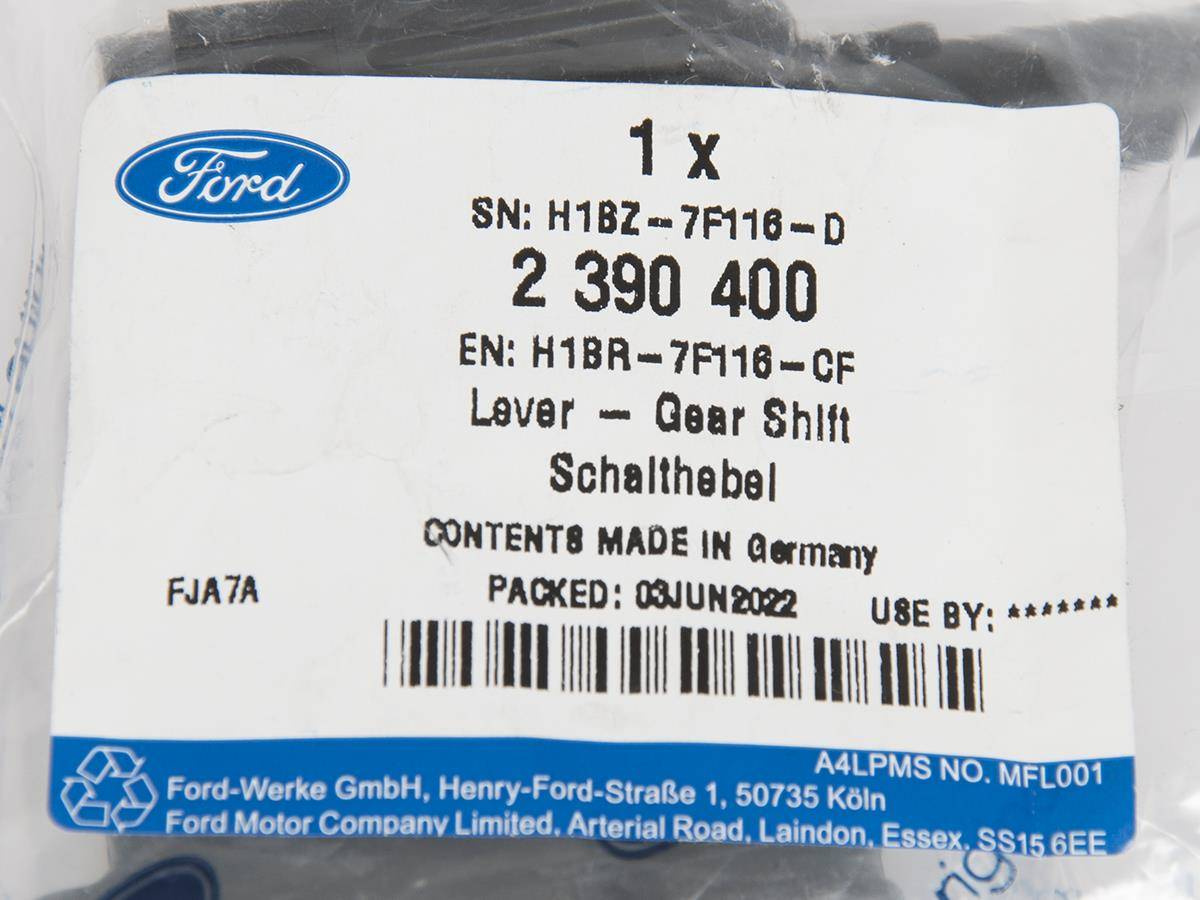 Ford
1 x
SN: H1BZ-7F116-D
2 390 400
EN: H1BR-7F116-CF
Lever - Gear Shift
Schalthebel
CONTENTS MADE IN Germany
FJA7A
PACKED: 03JUN2022
USE BY: *******
A4LPMS NO. MFL001
Ford-Werke GmbH, Henry-Ford-Straße 1, 50735 Köln
Ford Motor Company Limited, Arterial Road, Laindon, Essex. SS15 6EE